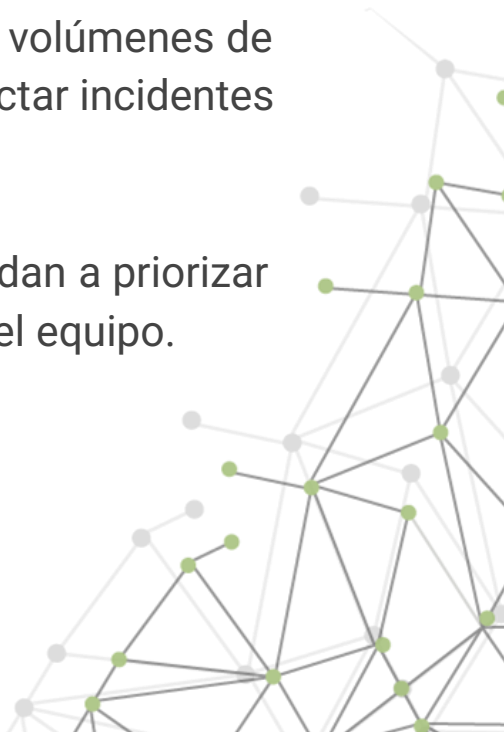 volúmenes de
ctar incidentes
dan a priorizar
el equipo.